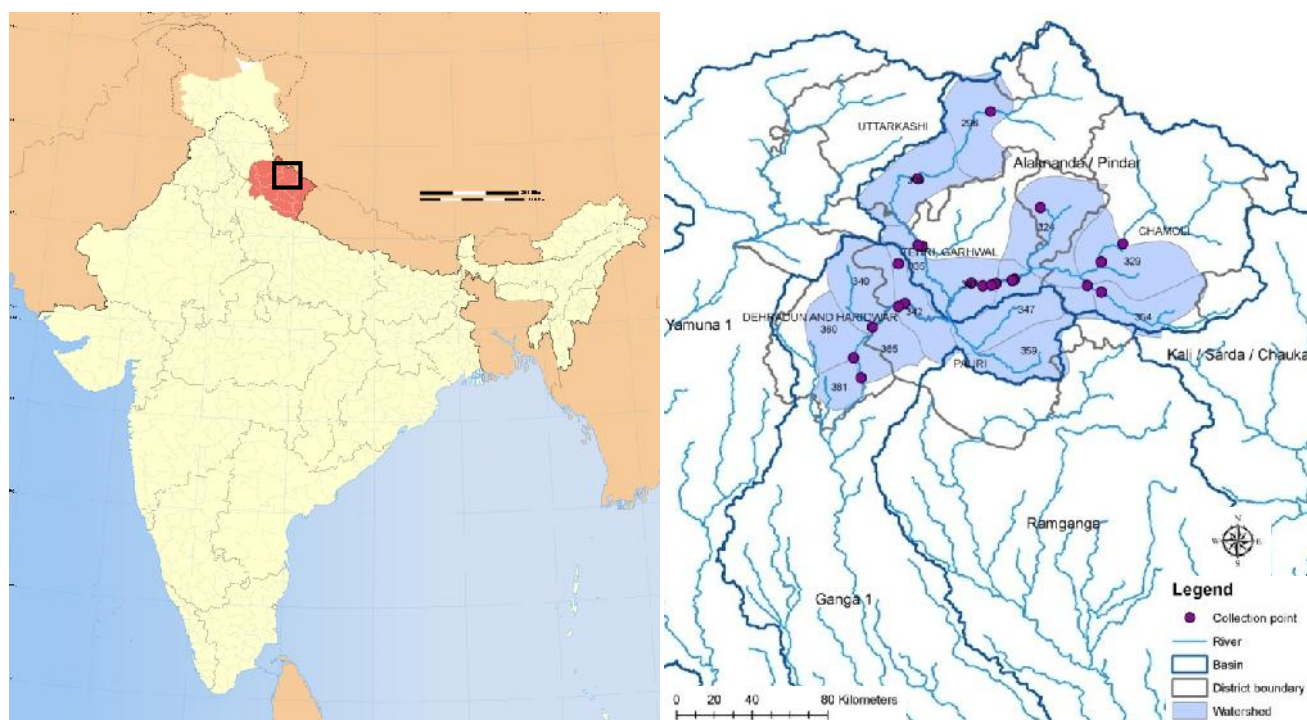 UTTARKASHI
298
Alaknanda / Pindar
324
CHAMOLI
TEHRI GARHWAL
329
335
340
342
347
354
DEHRADUN AND HARIDWAR
Yamuna 1
360
365
359
PAURI
Kali / Sarda / Chauka
381
Ramganga
N
W E
S
Ganga 1
Legend
Collection point
River
Basin
District boundary
Watershed
0 20 40 80 Kilometers